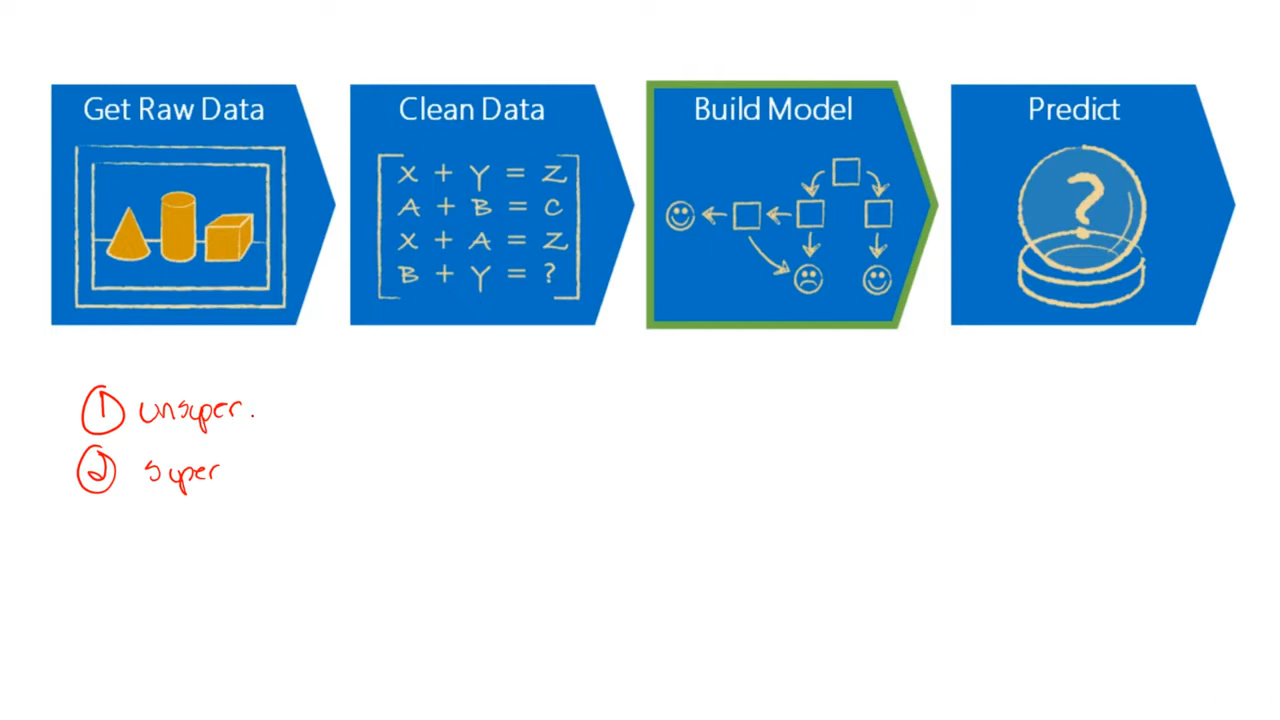 Get Raw Data
Clean Data
X + Y = Z
A + B = C
X + A = Z
B + Y = ?
Build Model
Predict
?
① unsuper.
② super